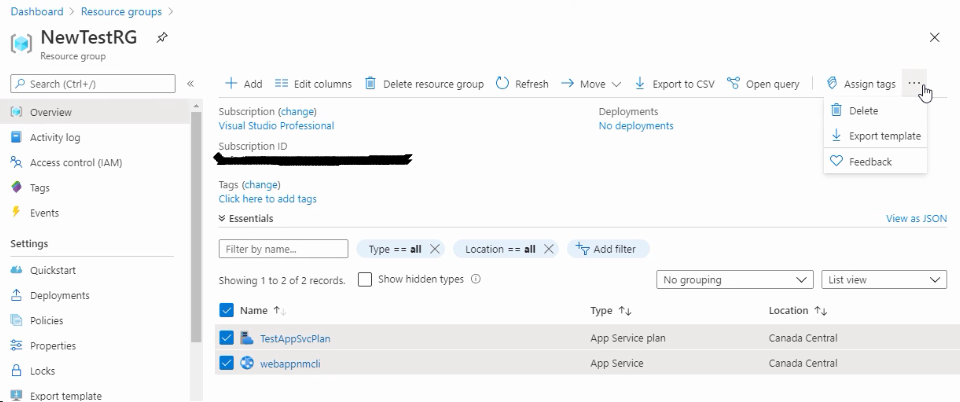 Dashboard > Resource groups >
NewTestRG
Resource group
Search (Ctrl+/)
«
Overview
Activity log
Access control (IAM)
Tags
Events
Settings
Quickstart
Deployments
Policies
Properties
Locks
Export template
Add
Edit columns
Delete resource group
Refresh
Move
Export to CSV
Open query
Assign tags
...
Delete
Export template
Feedback
Subscription (change)
Visual Studio Professional
Subscription ID
Deployments
No deployments
Tags (change)
Click here to add tags
Essentials
View as JSON
Filter by name...
Type == all
Location == all
Add filter
Showing 1 to 2 of 2 records.
Show hidden types
No grouping
List view
Name
Type
Location
TestAppSvcPlan
App Service plan
Canada Central
webappnmcli
App Service
Canada Central